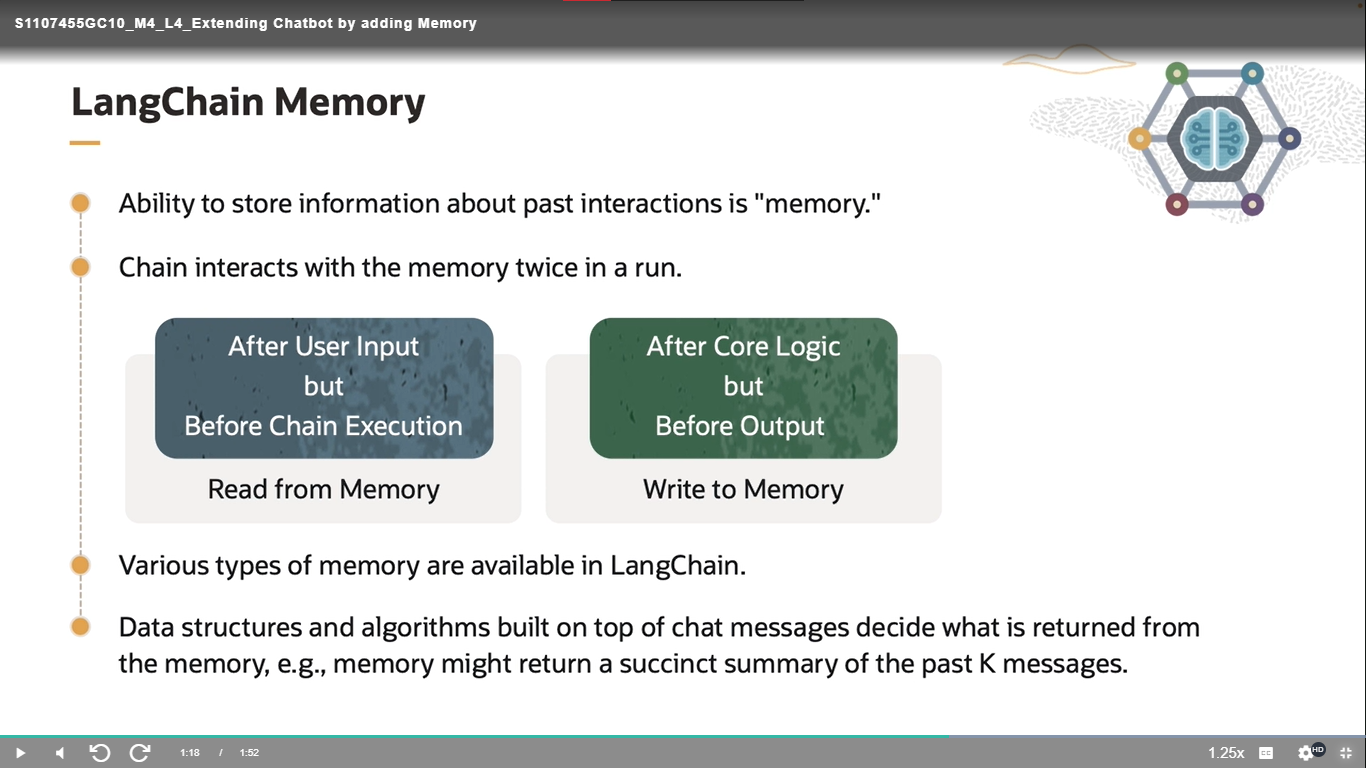 S1107455GC10_M4_L4_Extending Chatbot by adding Memory
LangChain Memory
Ability to store information about past interactions is "memory."
Chain interacts with the memory twice in a run.
After User Input
but
Before Chain Execution
Read from Memory
After Core Logic
but
Before Output
Write to Memory
Various types of memory are available in LangChain.
Data structures and algorithms built on top of chat messages decide what is returned from
the memory, e.g., memory might return a succinct summary of the past K messages.
1:18 / 1:52
1.25x
CC
HD